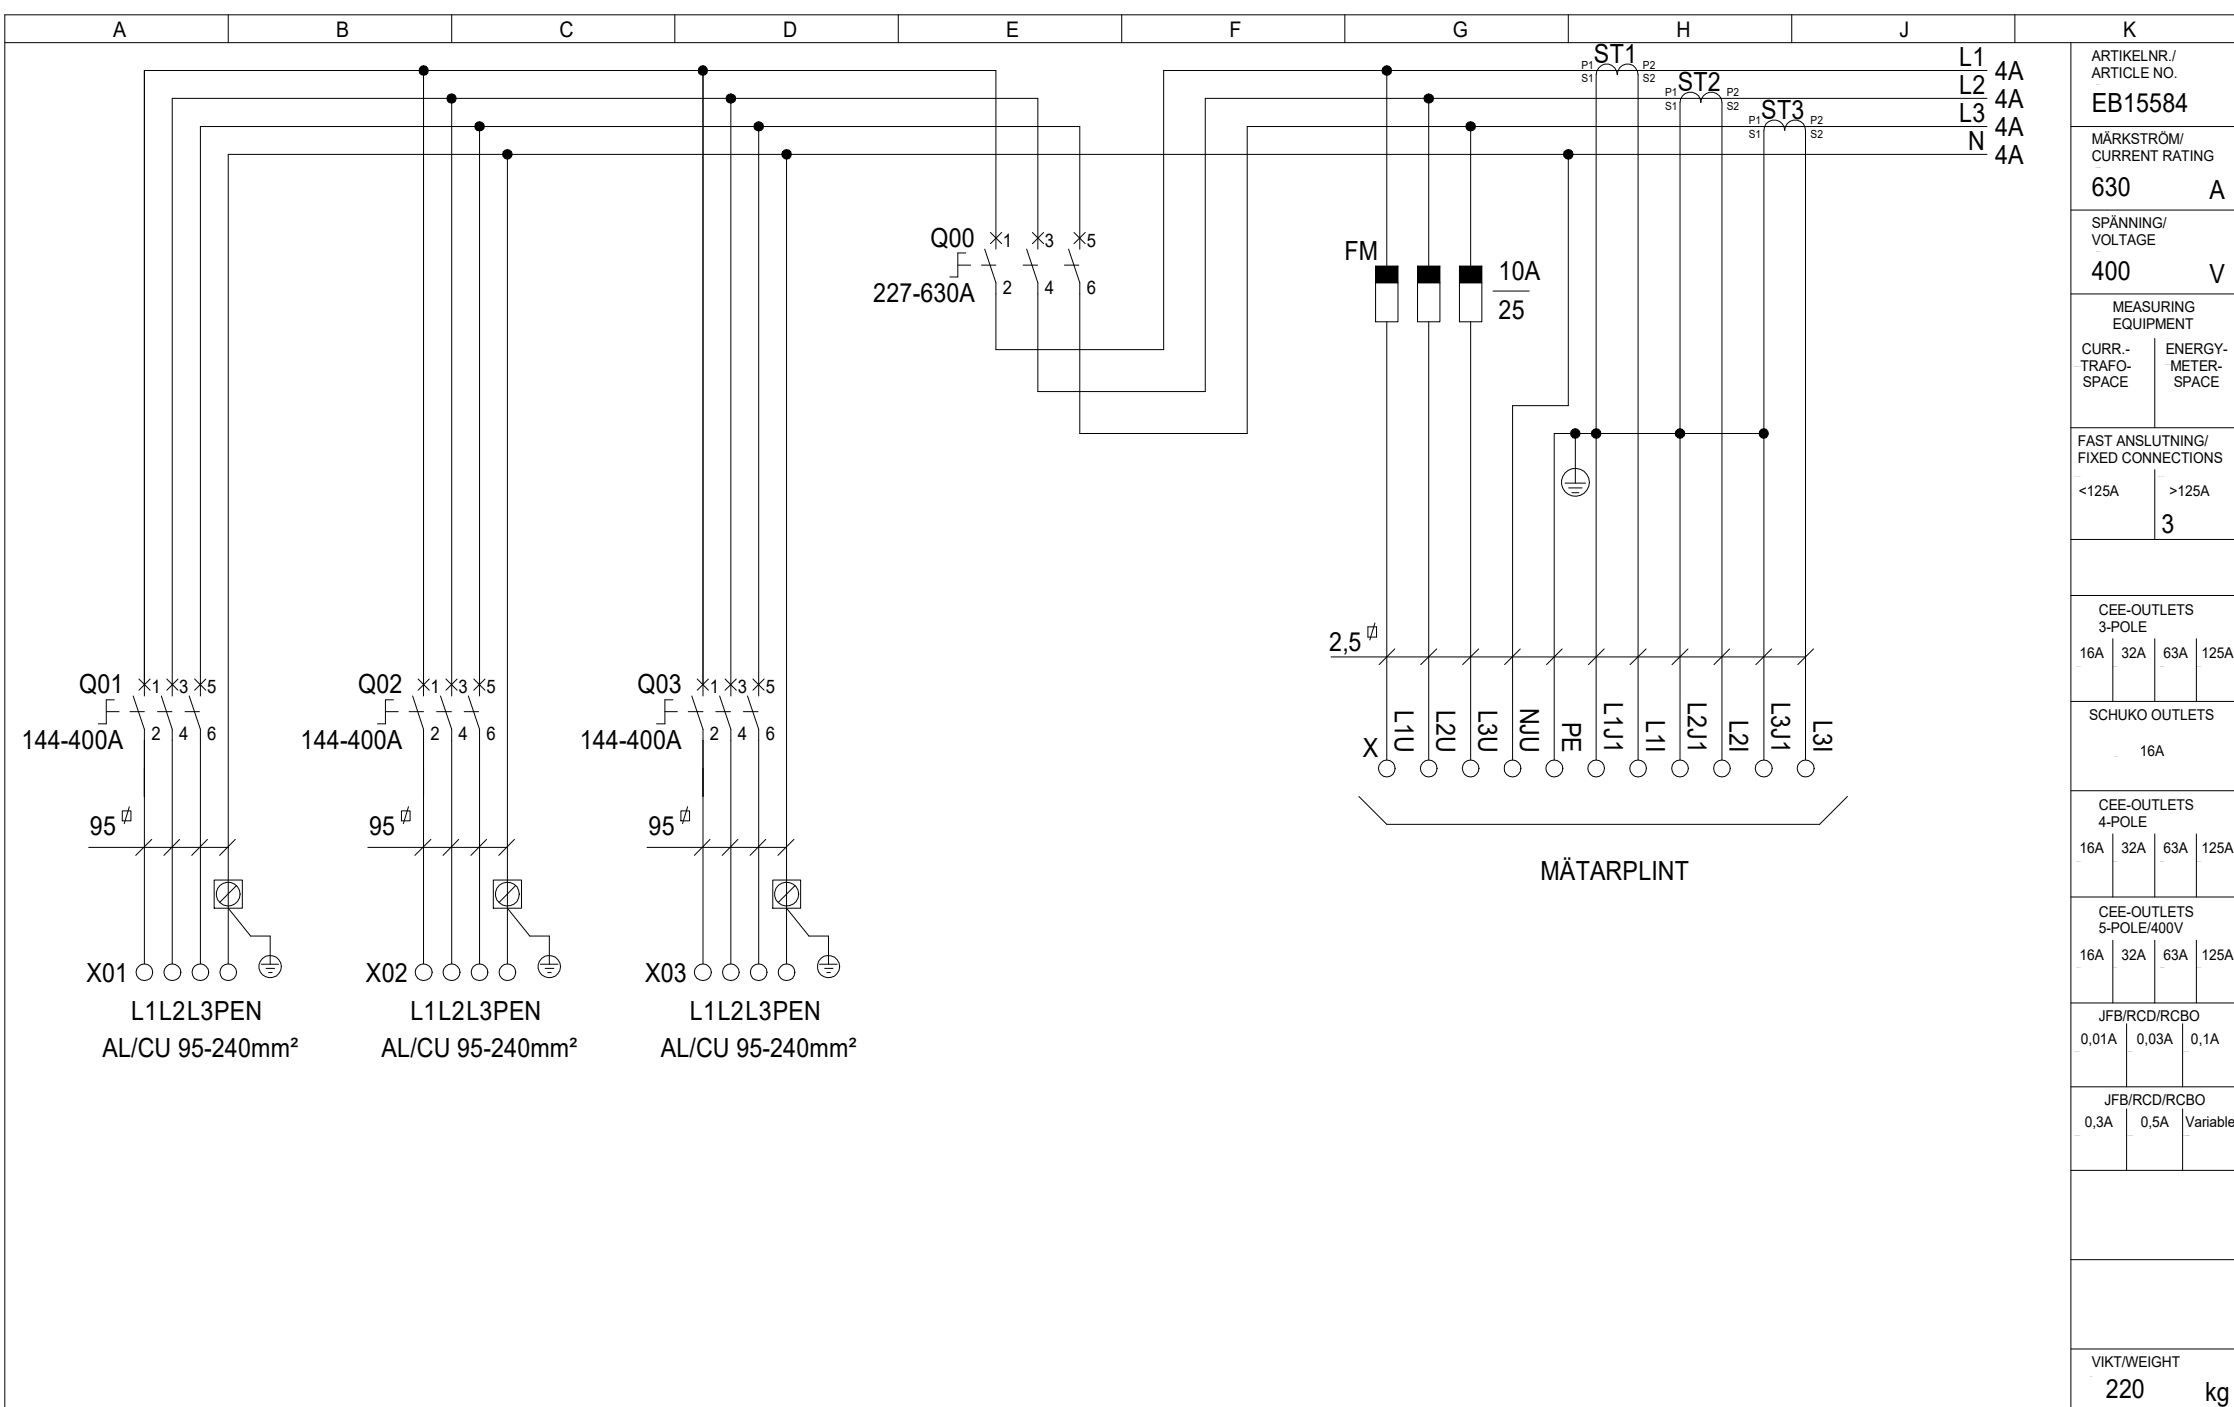 A B C D E F G H J K
ST1 P1 P2 S1 S2
ST2 P1 P2 S1 S2
ST3 P1 P2 S1 S2
L1 4A
L2 4A
L3 4A
N 4A
Q00 1 3 5
227-630A 2 4 6
FM
10A
25
2,5
Q01 1 3 5
144-400A 2 4 6
Q02 1 3 5
144-400A 2 4 6
Q03 1 3 5
144-400A 2 4 6
X L1U L2U L3U NJU PE L1J1 L1I L2J1 L2I L3J1 L3I
MÄTARPLINT
95
95
95
X01
L1L2L3PEN
AL/CU 95-240mm²
X02
L1L2L3PEN
AL/CU 95-240mm²
X03
L1L2L3PEN
AL/CU 95-240mm²
ARTIKELNR./
ARTICLE NO.
EB15584
MÄRKSTRÖM/
CURRENT RATING
630 A
SPÄNNING/
VOLTAGE
400 V
MEASURING
EQUIPMENT
CURR.-
TRAFO-
SPACE
ENERGY-
METER-
SPACE
FAST ANSLUTNING/
FIXED CONNECTIONS
<125A >125A
3
CEE-OUTLETS
3-POLE
16A 32A 63A 125A
SCHUKO OUTLETS
16A
CEE-OUTLETS
4-POLE
16A 32A 63A 125A
CEE-OUTLETS
5-POLE/400V
16A 32A 63A 125A
JFB/RCD/RCBO
0,01A 0,03A 0,1A
JFB/RCD/RCBO
0,3A 0,5A Variable
VIKT/WEIGHT
220 kg